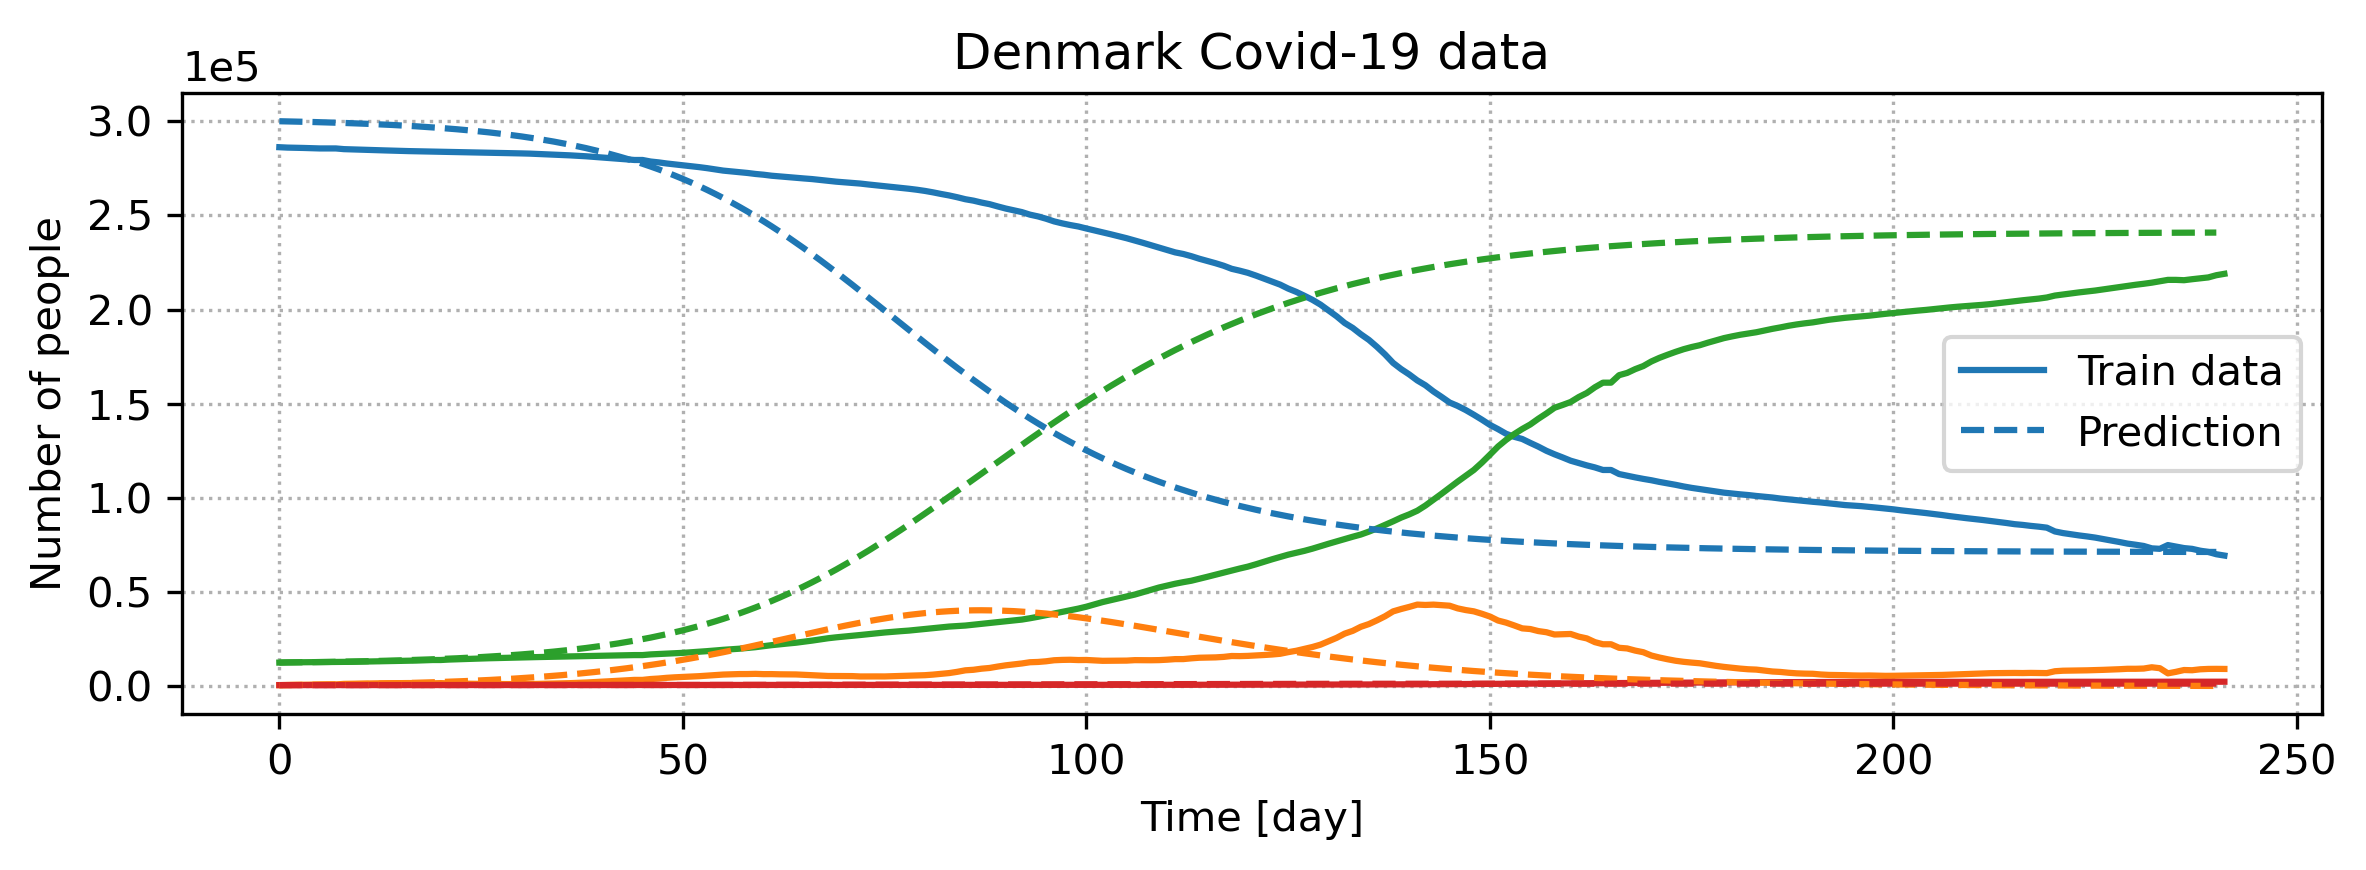 Denmark Covid-19 data
1e5
3.0
2.5
2.0
1.5
1.0
0.5
0.0
Number of people
Train data
Prediction
0 50 100 150 200 250
Time [day]